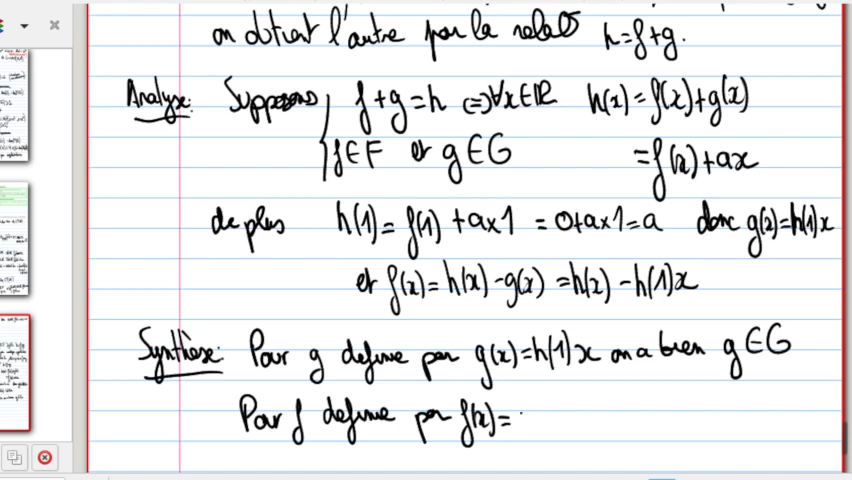 on obtient l'autre par la relat° h=f+g.
Analyse: Supposons { f+g=h ⟺ ∀x∈ℝ h(x)=f(x)+g(x)
f∈F et g∈G =f(x)+ax
de plus h(1)=f(1)+a×1=0+a×1=a donc g(x)=h(1)x
et f(x)=h(x)-g(x)=h(x)-h(1)x
Synthèse: Pour g définie par g(x)=h(1)x on a bien g∈G
Pour f définie par f(x)=